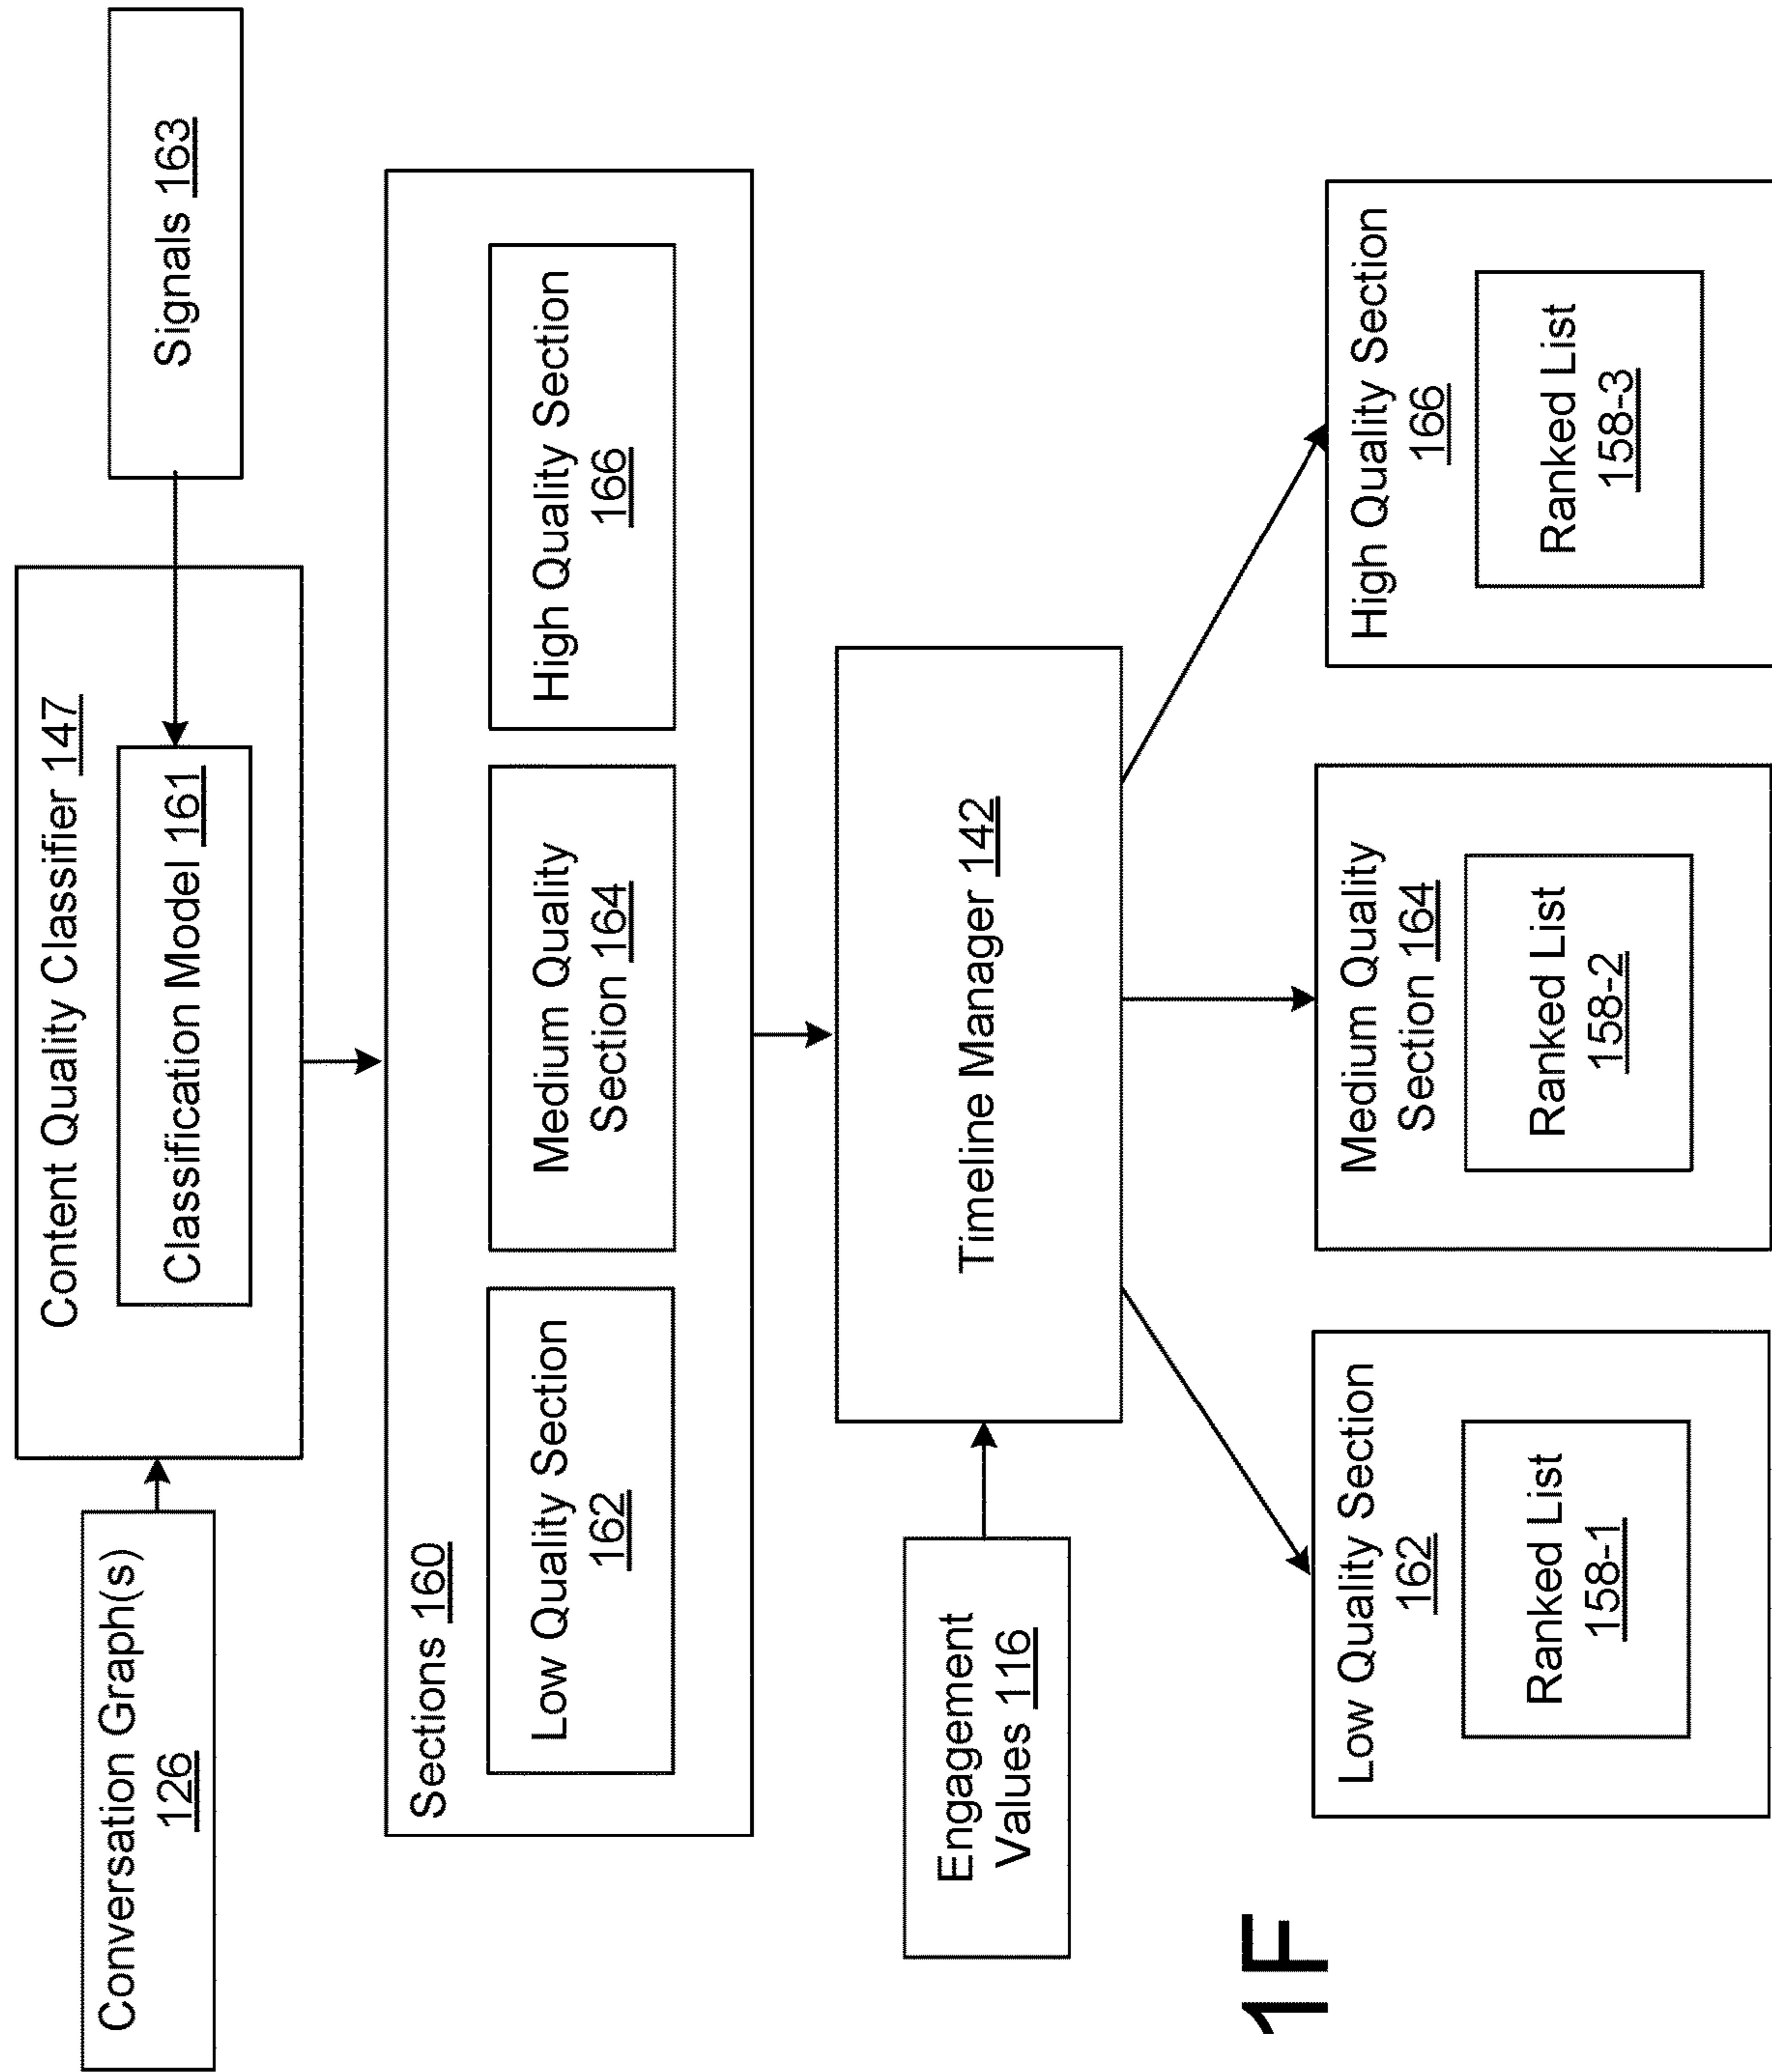 Conversation Graph(s)
126
Content Quality Classifier 147
Classification Model 161
Signals 163
Sections 160
Low Quality Section
162
Medium Quality
Section 164
High Quality Section
166
Engagement
Values 116
Timeline Manager 142
Low Quality Section
162
Ranked List
158-1
Medium Quality
Section 164
Ranked List
158-2
High Quality Section
166
Ranked List
158-3
1F